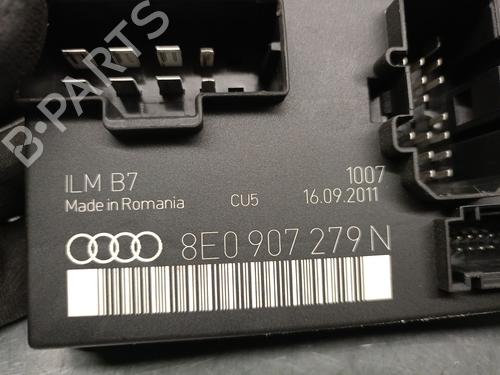 B-PARTS
ILM B7
1007
Made in Romania
CU5
16.09.2011
8E0 907 279 N